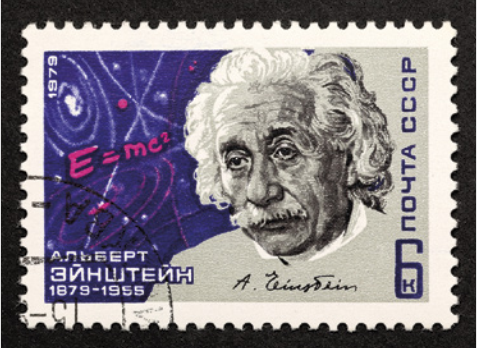 1979
E=mc²
АЛЬБЕРТ
ЭЙНШТЕЙН
1879-1955
A. Einstein
6 к
ПОЧТА СССР